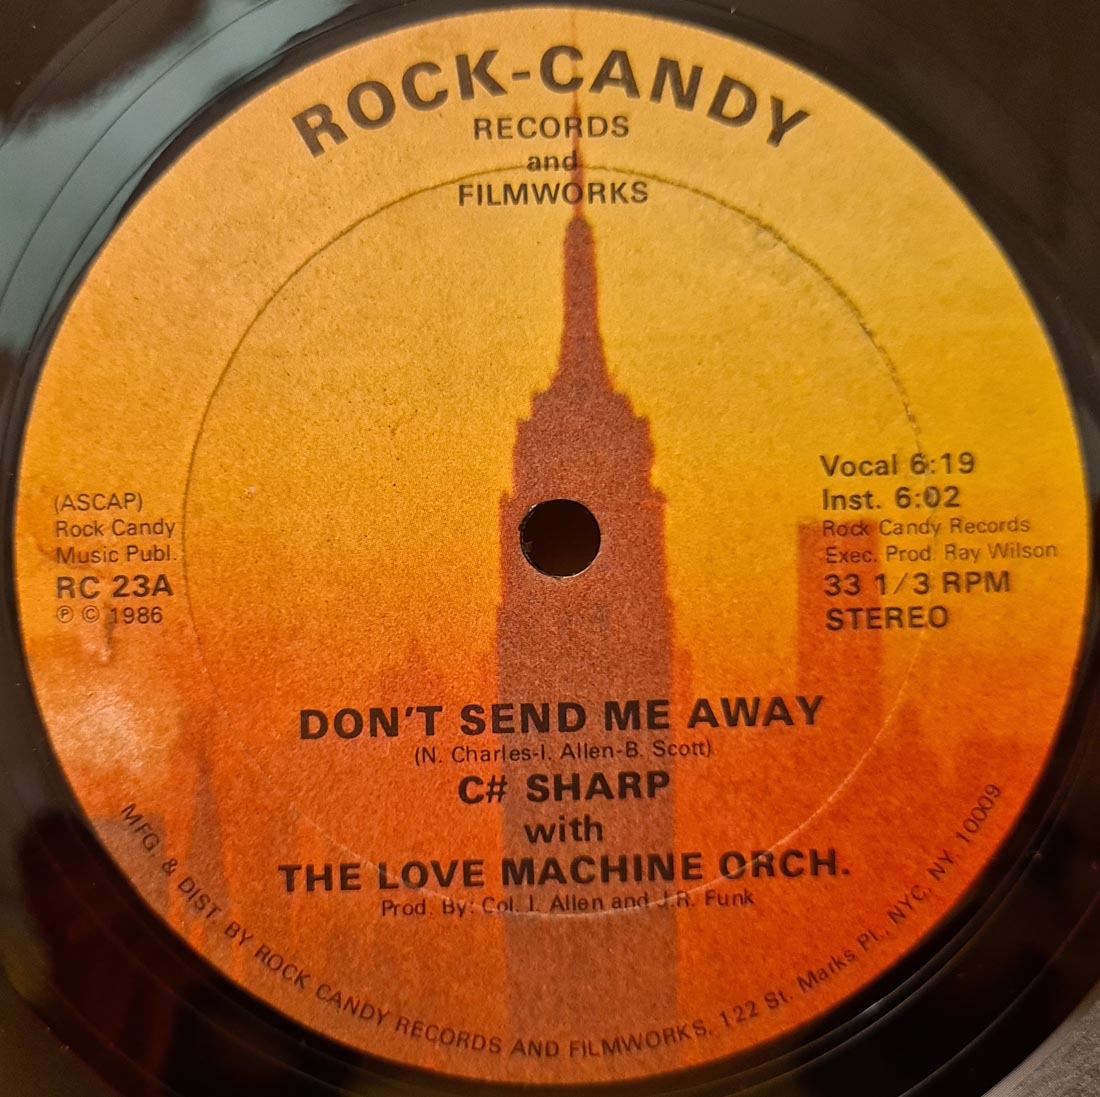 ROCK-CANDY
RECORDS
and
FILMWORKS
Vocal 6:19
Inst. 6:02
Rock Candy Records
Exec. Prod. Ray Wilson
33 1/3 RPM
STEREO
(ASCAP)
Rock Candy
Music Publ.
RC 23A
℗ © 1986
DON'T SEND ME AWAY
(N. Charles-I. Allen-B. Scott)
C# SHARP
with
THE LOVE MACHINE ORCH.
Prod. By: Col. I. Allen and J.R. Funk
MFG. & DIST. BY ROCK CANDY RECORDS AND FILMWORKS, 122 St. Marks Pl., NYC, NY. 10009